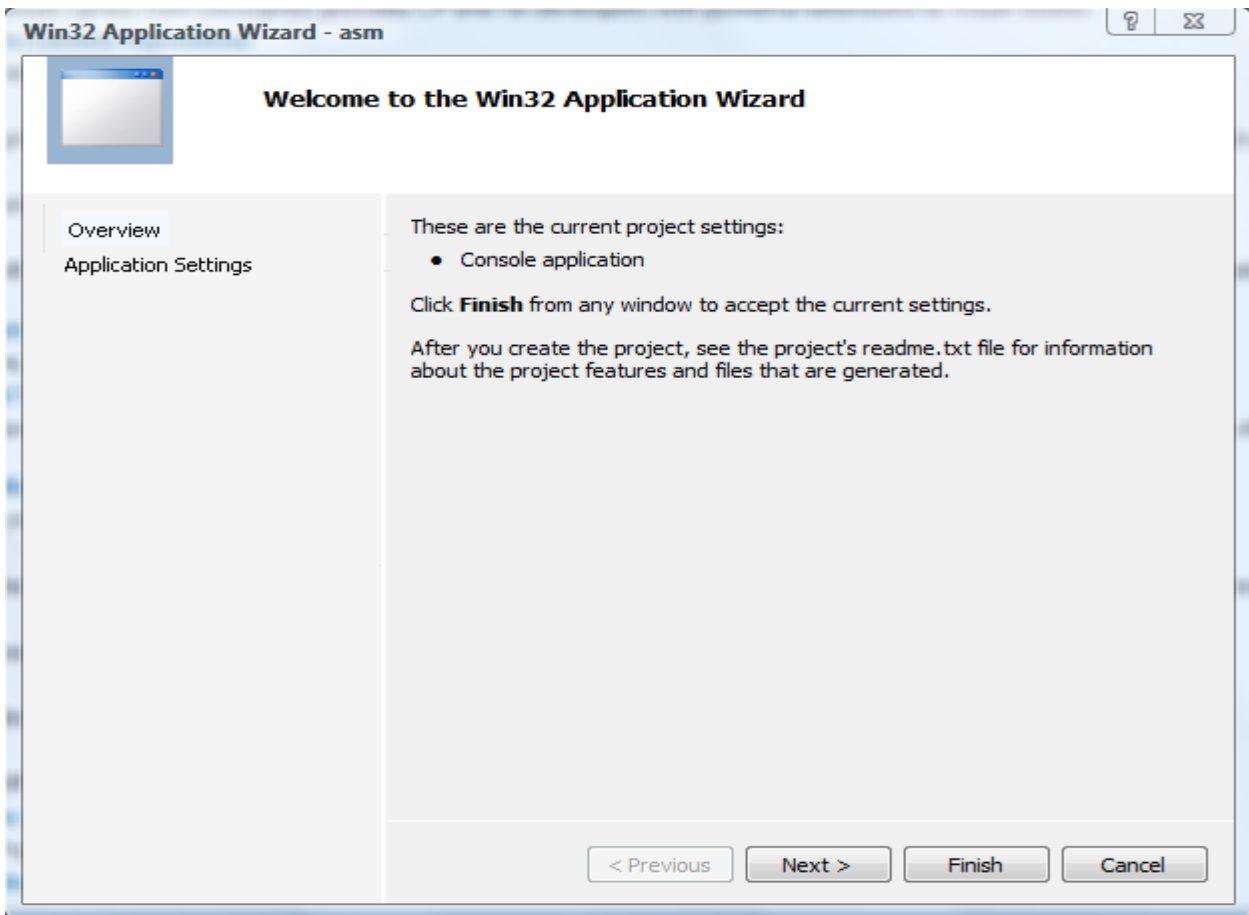 Win32 Application Wizard - asm
Welcome to the Win32 Application Wizard
Overview
Application Settings
These are the current project settings:
● Console application
Click Finish from any window to accept the current settings.
After you create the project, see the project's readme.txt file for information
about the project features and files that are generated.
< Previous
Next >
Finish
Cancel